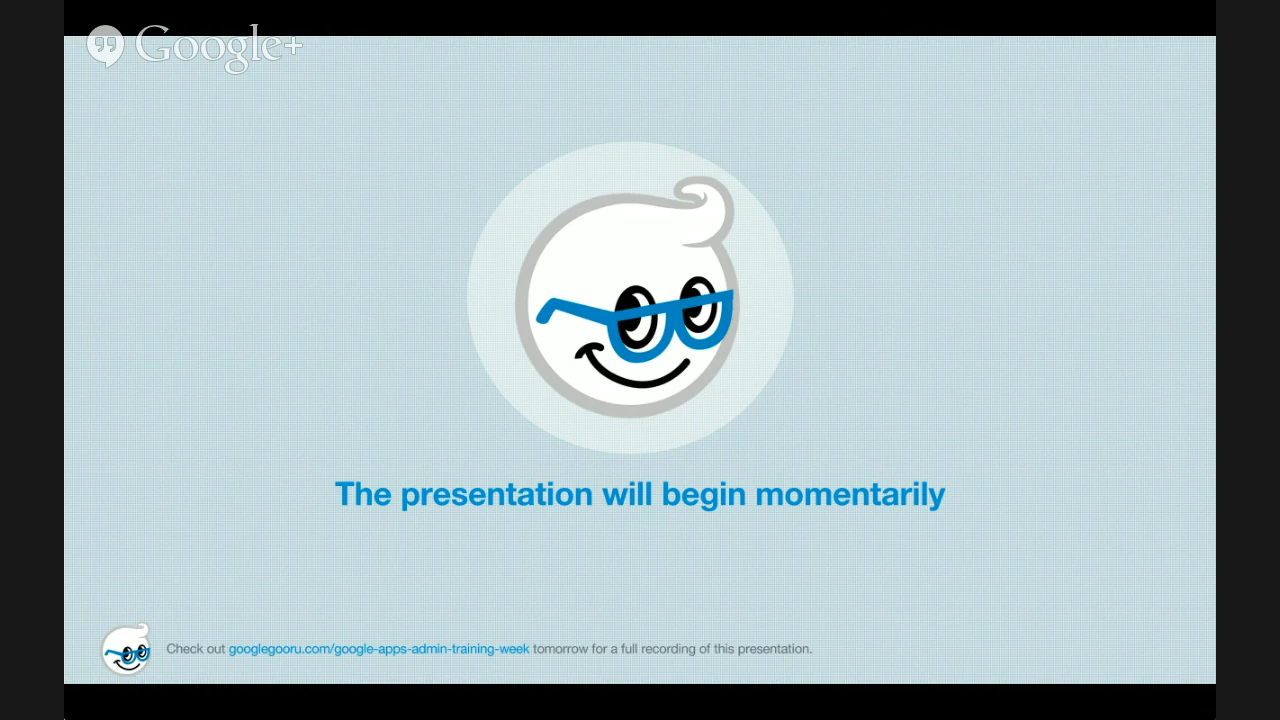 Google+
The presentation will begin momentarily
Check out googlegooru.com/google-apps-admin-training-week tomorrow for a full recording of this presentation.